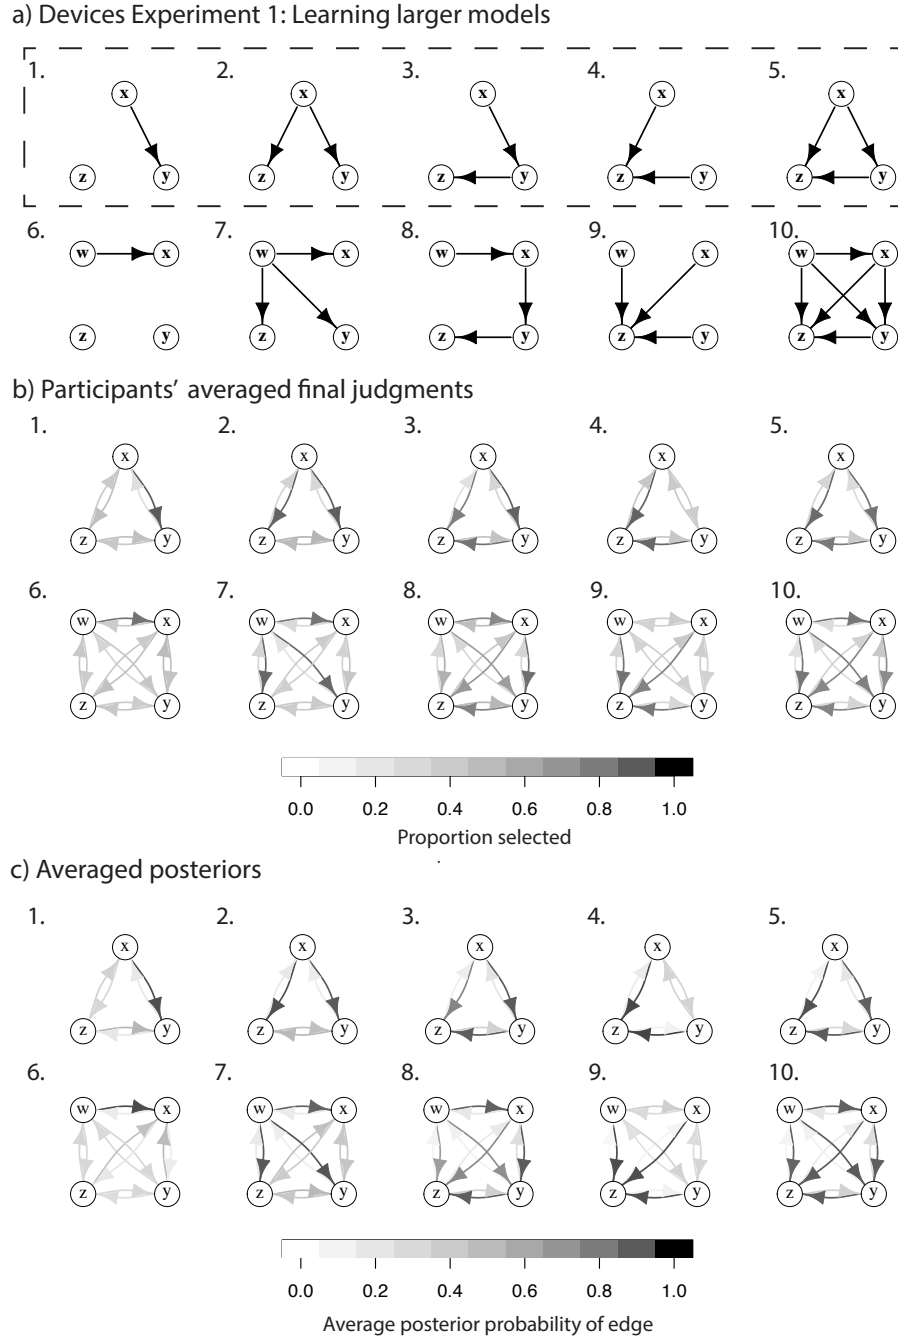 a) Devices Experiment 1: Learning larger models
1. 2. 3. 4. 5.
x x x x x
z y z y z y z y z y
6. 7. 8. 9. 10.
w x w x w x w x w x
z y z y z y z y z y
b) Participants' averaged final judgments
1. 2. 3. 4. 5.
x x x x x
z y z y z y z y z y
6. 7. 8. 9. 10.
w x w x w x w x w x
z y z y z y z y z y
0.0 0.2 0.4 0.6 0.8 1.0
Proportion selected
c) Averaged posteriors
1. 2. 3. 4. 5.
x x x x x
z y z y z y z y z y
6. 7. 8. 9. 10.
w x w x w x w x w x
z y z y z y z y z y
0.0 0.2 0.4 0.6 0.8 1.0
Average posterior probability of edge